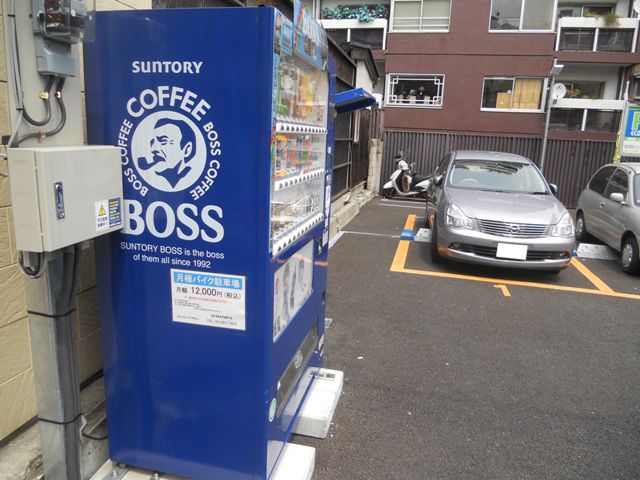 SUNTORY
COFFEE
BOSS COFFEE
BOSS COFFEE
BOSS
SUNTORY BOSS is the boss
of them all since 1992
月極バイク駐車場
月額 12,000円(税込)